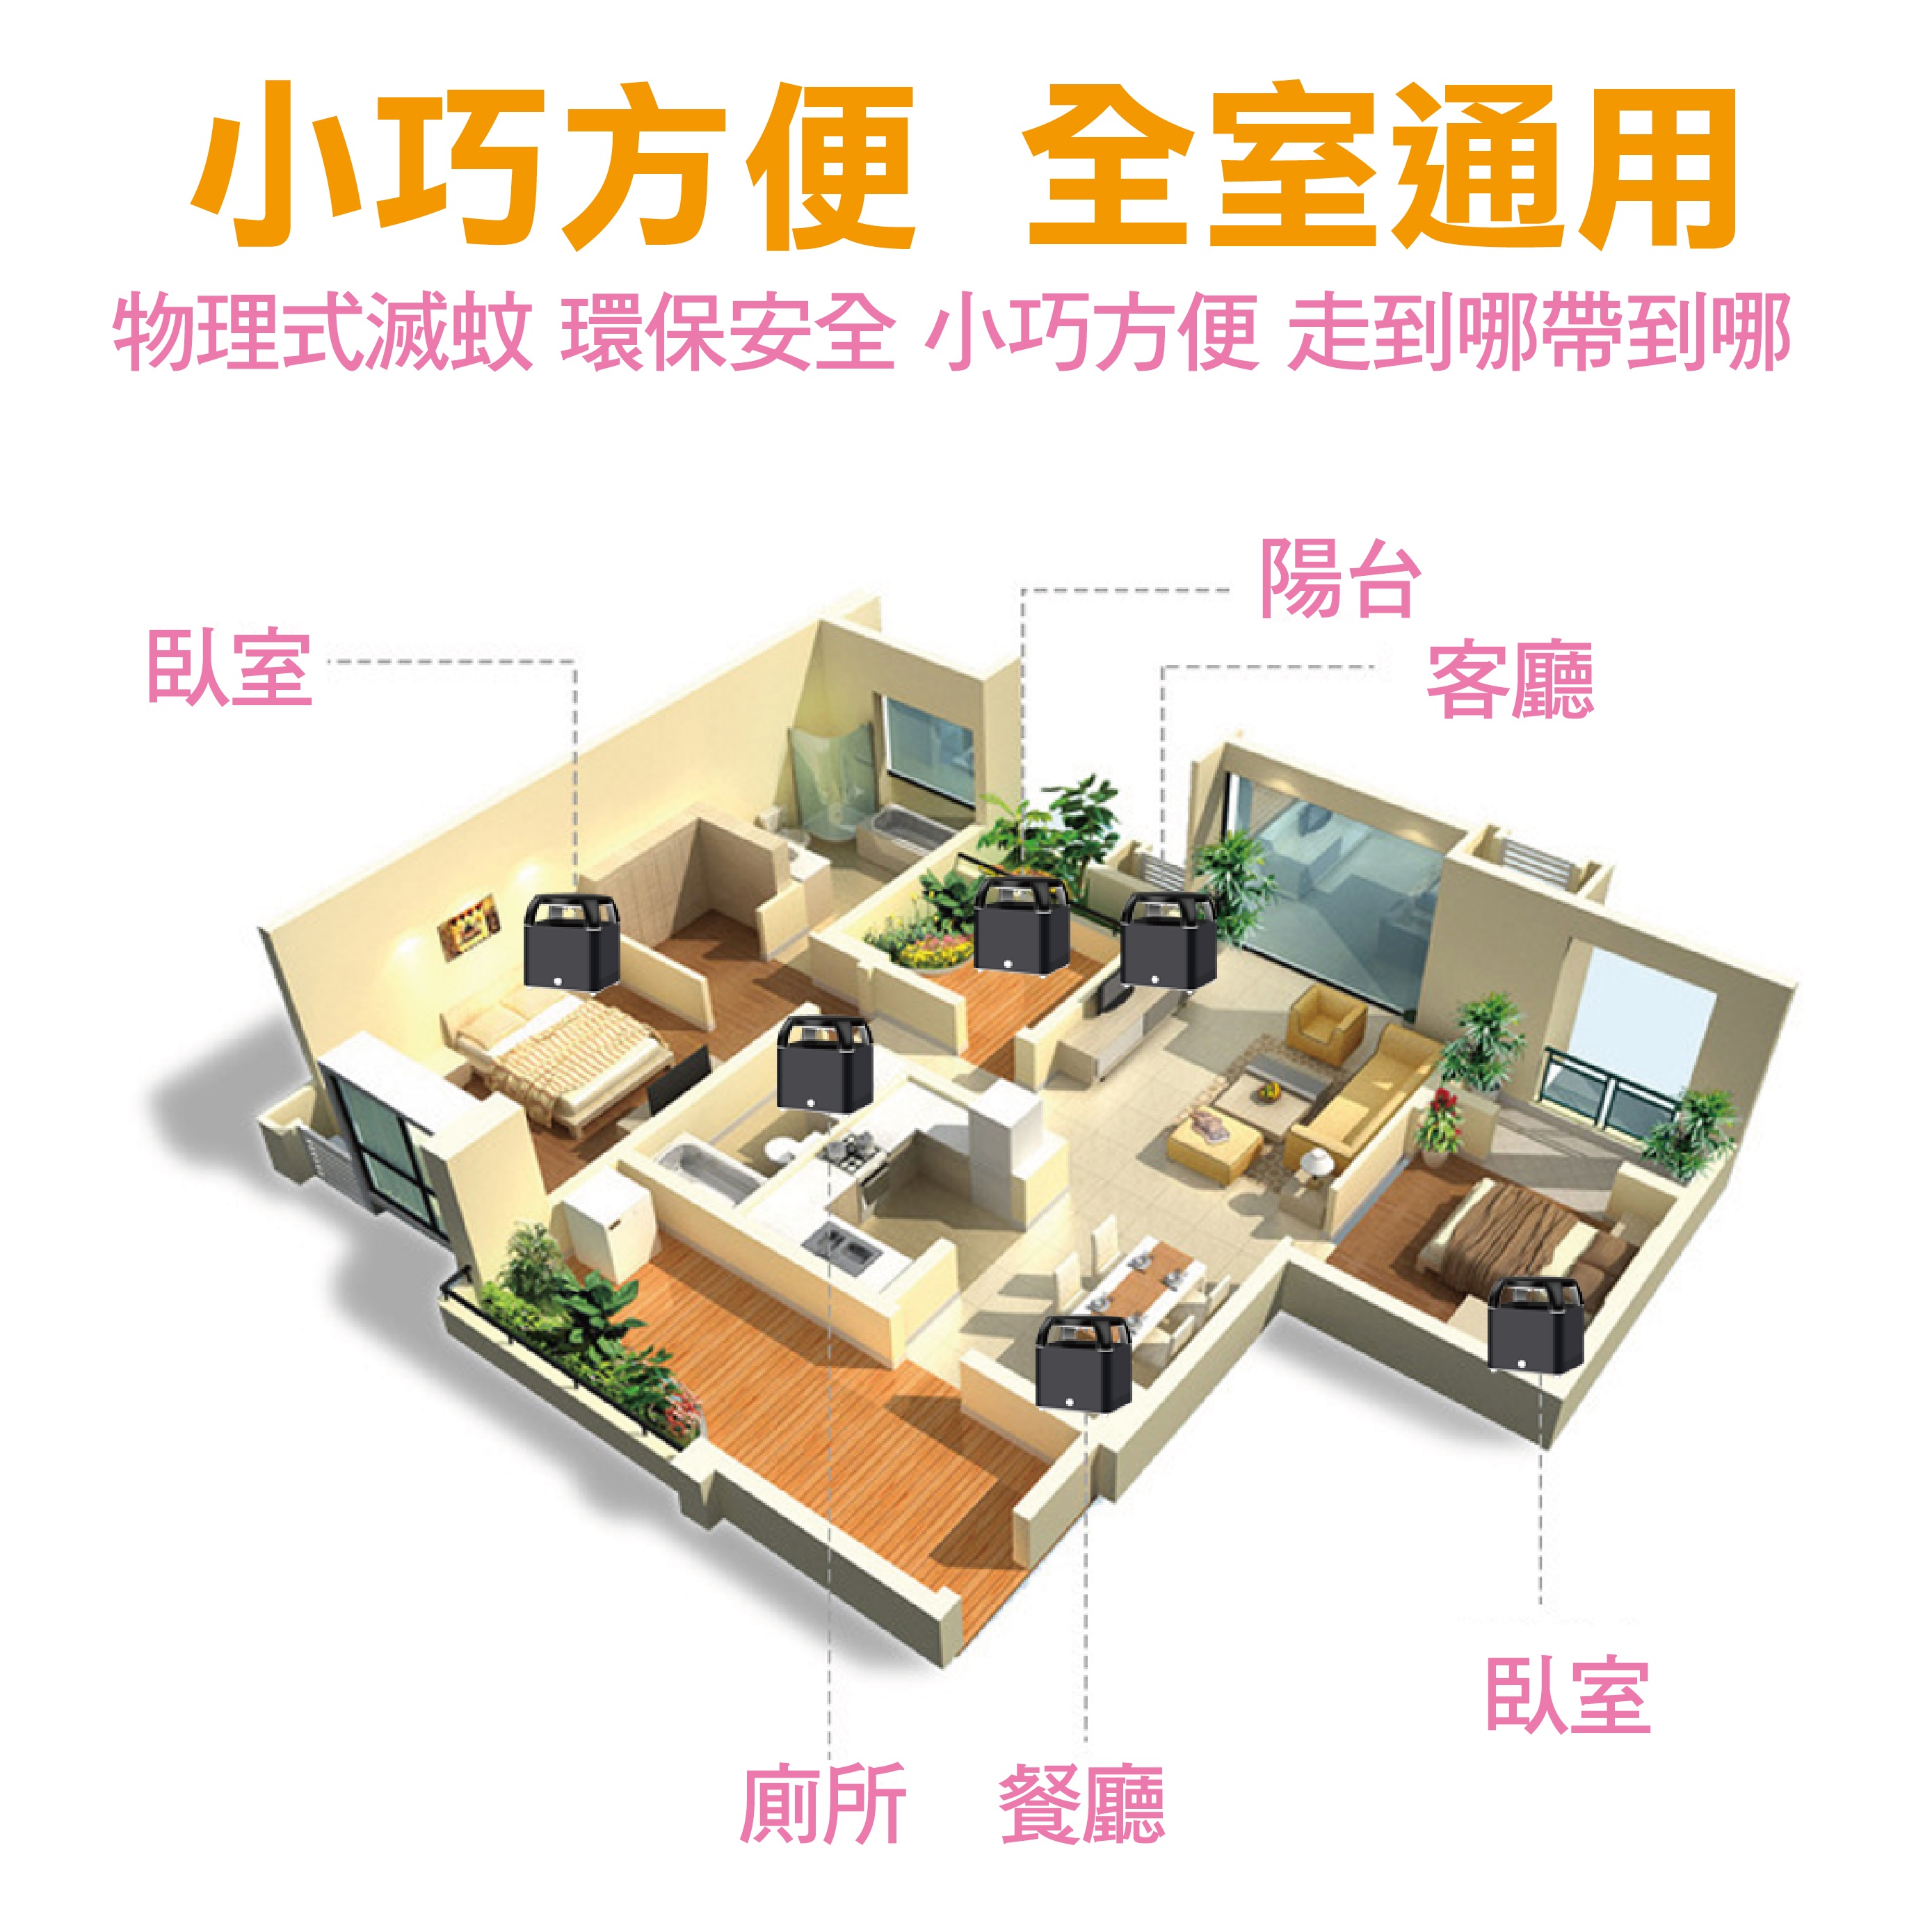 小巧方便 全室通用
物理式滅蚊 環保安全 小巧方便 走到哪帶到哪
陽台
臥室
客廳
臥室
廁所 餐廳